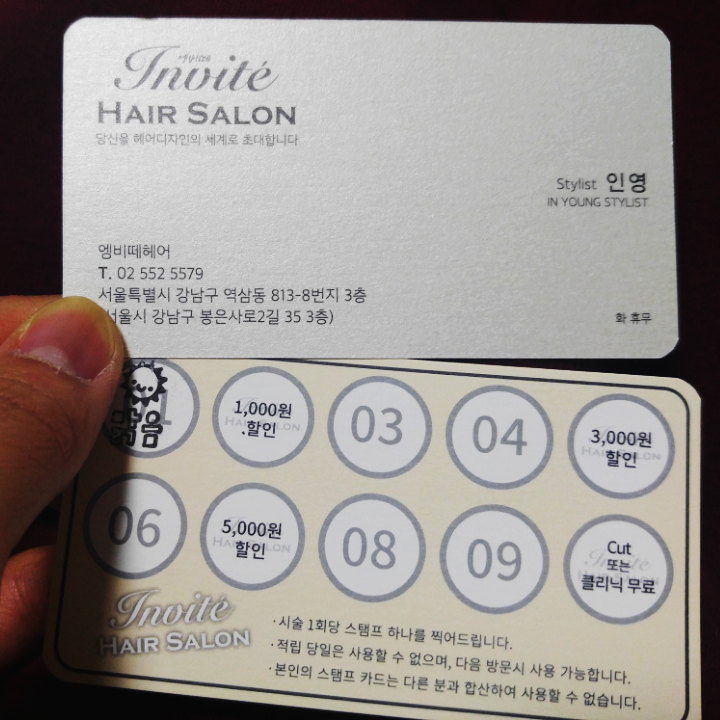 Invité
HAIR SALON
당신을 헤어디자인의 세계로 초대합니다
Stylist 인영
IN YOUNG STYLIST
엥비떼헤어
T. 02 552 5579
서울특별시 강남구 역삼동 813-8번지 3층
서울시 강남구 봉은사로2길 35 3층)
화 휴무
맑음
1,000원
할인
03
04
3,000원
할인
06
5,000원
할인
08
09
Cut
또는
클리닉 무료
Invité
HAIR SALON
· 시술 1회당 스탬프 하나를 찍어드립니다.
· 적립 당일은 사용할 수 없으며, 다음 방문시 사용 가능합니다.
· 본인의 스탬프 카드는 다른 분과 합산하여 사용할 수 없습니다.